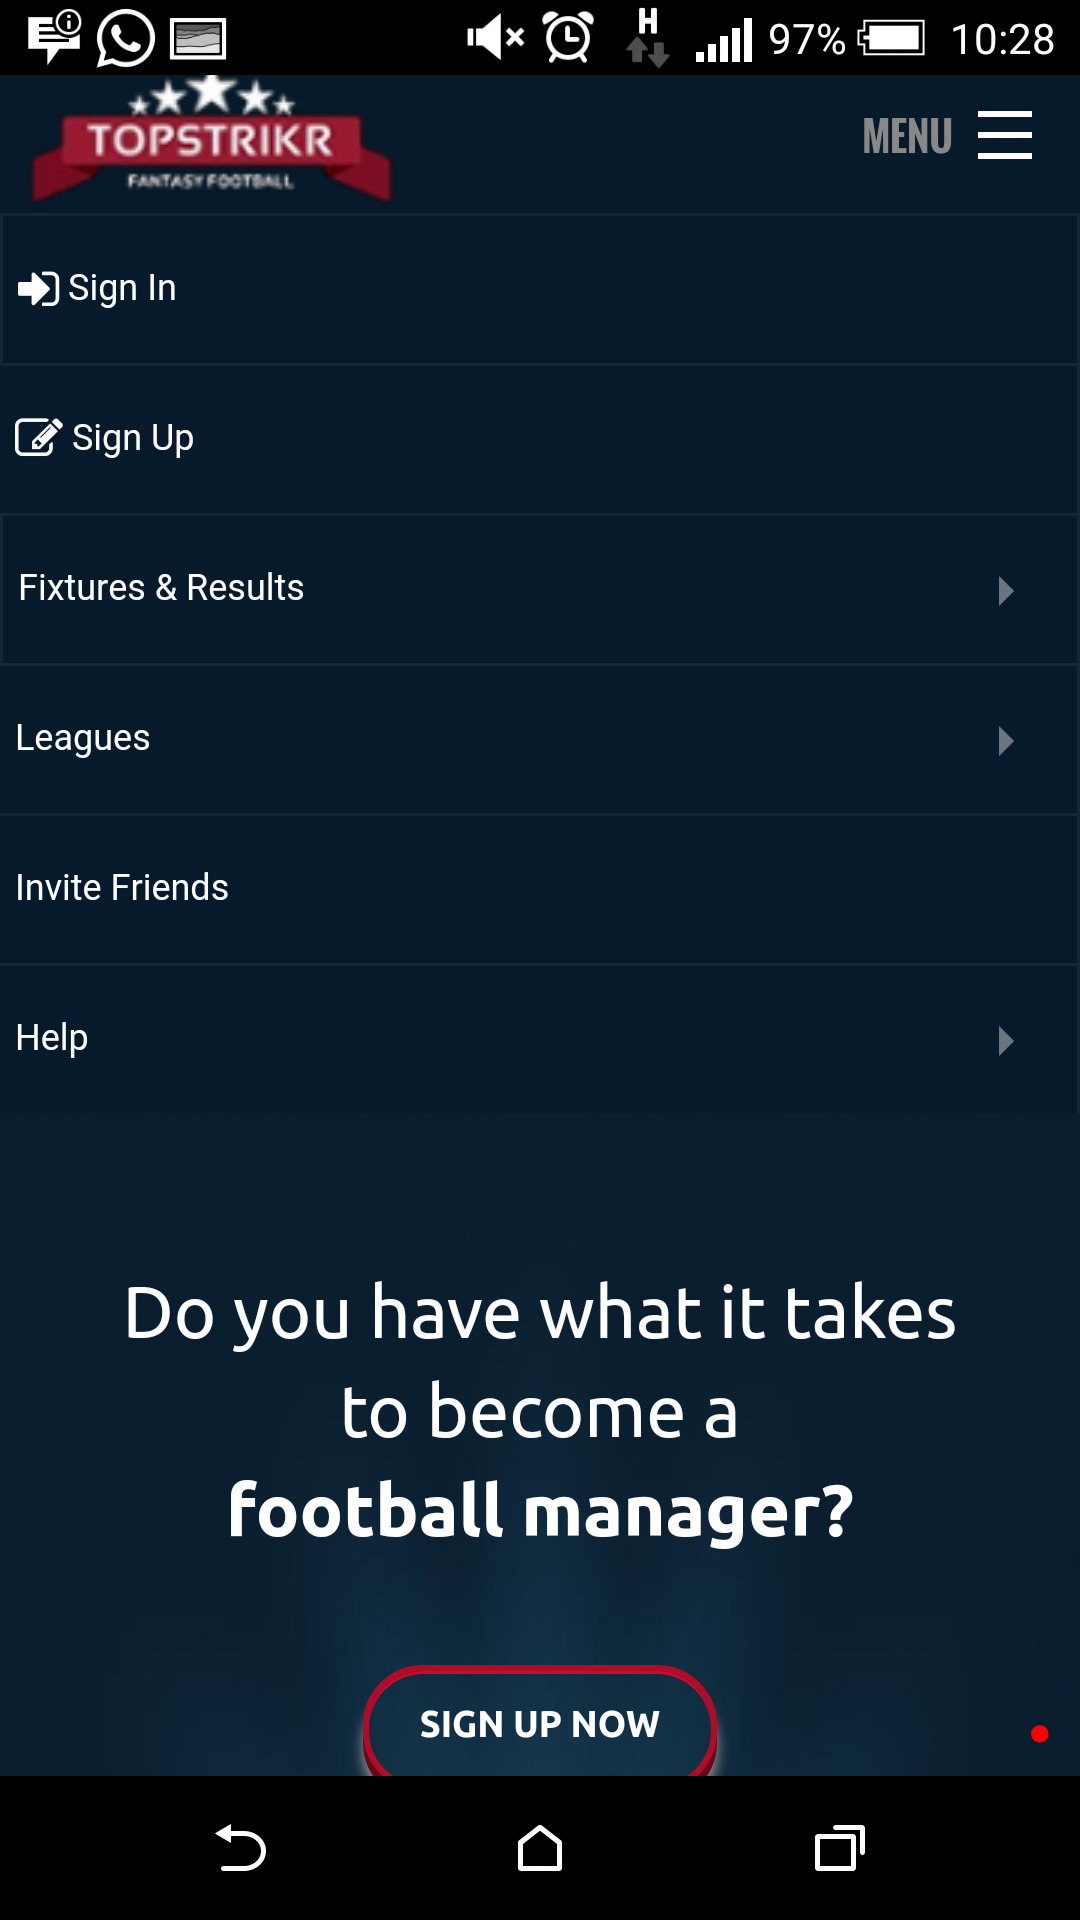 H
97%
10:28
TOPSTRIKR
FANTASY FOOTBALL
MENU
Sign In
Sign Up
Fixtures & Results
Leagues
Invite Friends
Help
Do you have what it takes
to become a
football manager?
SIGN UP NOW